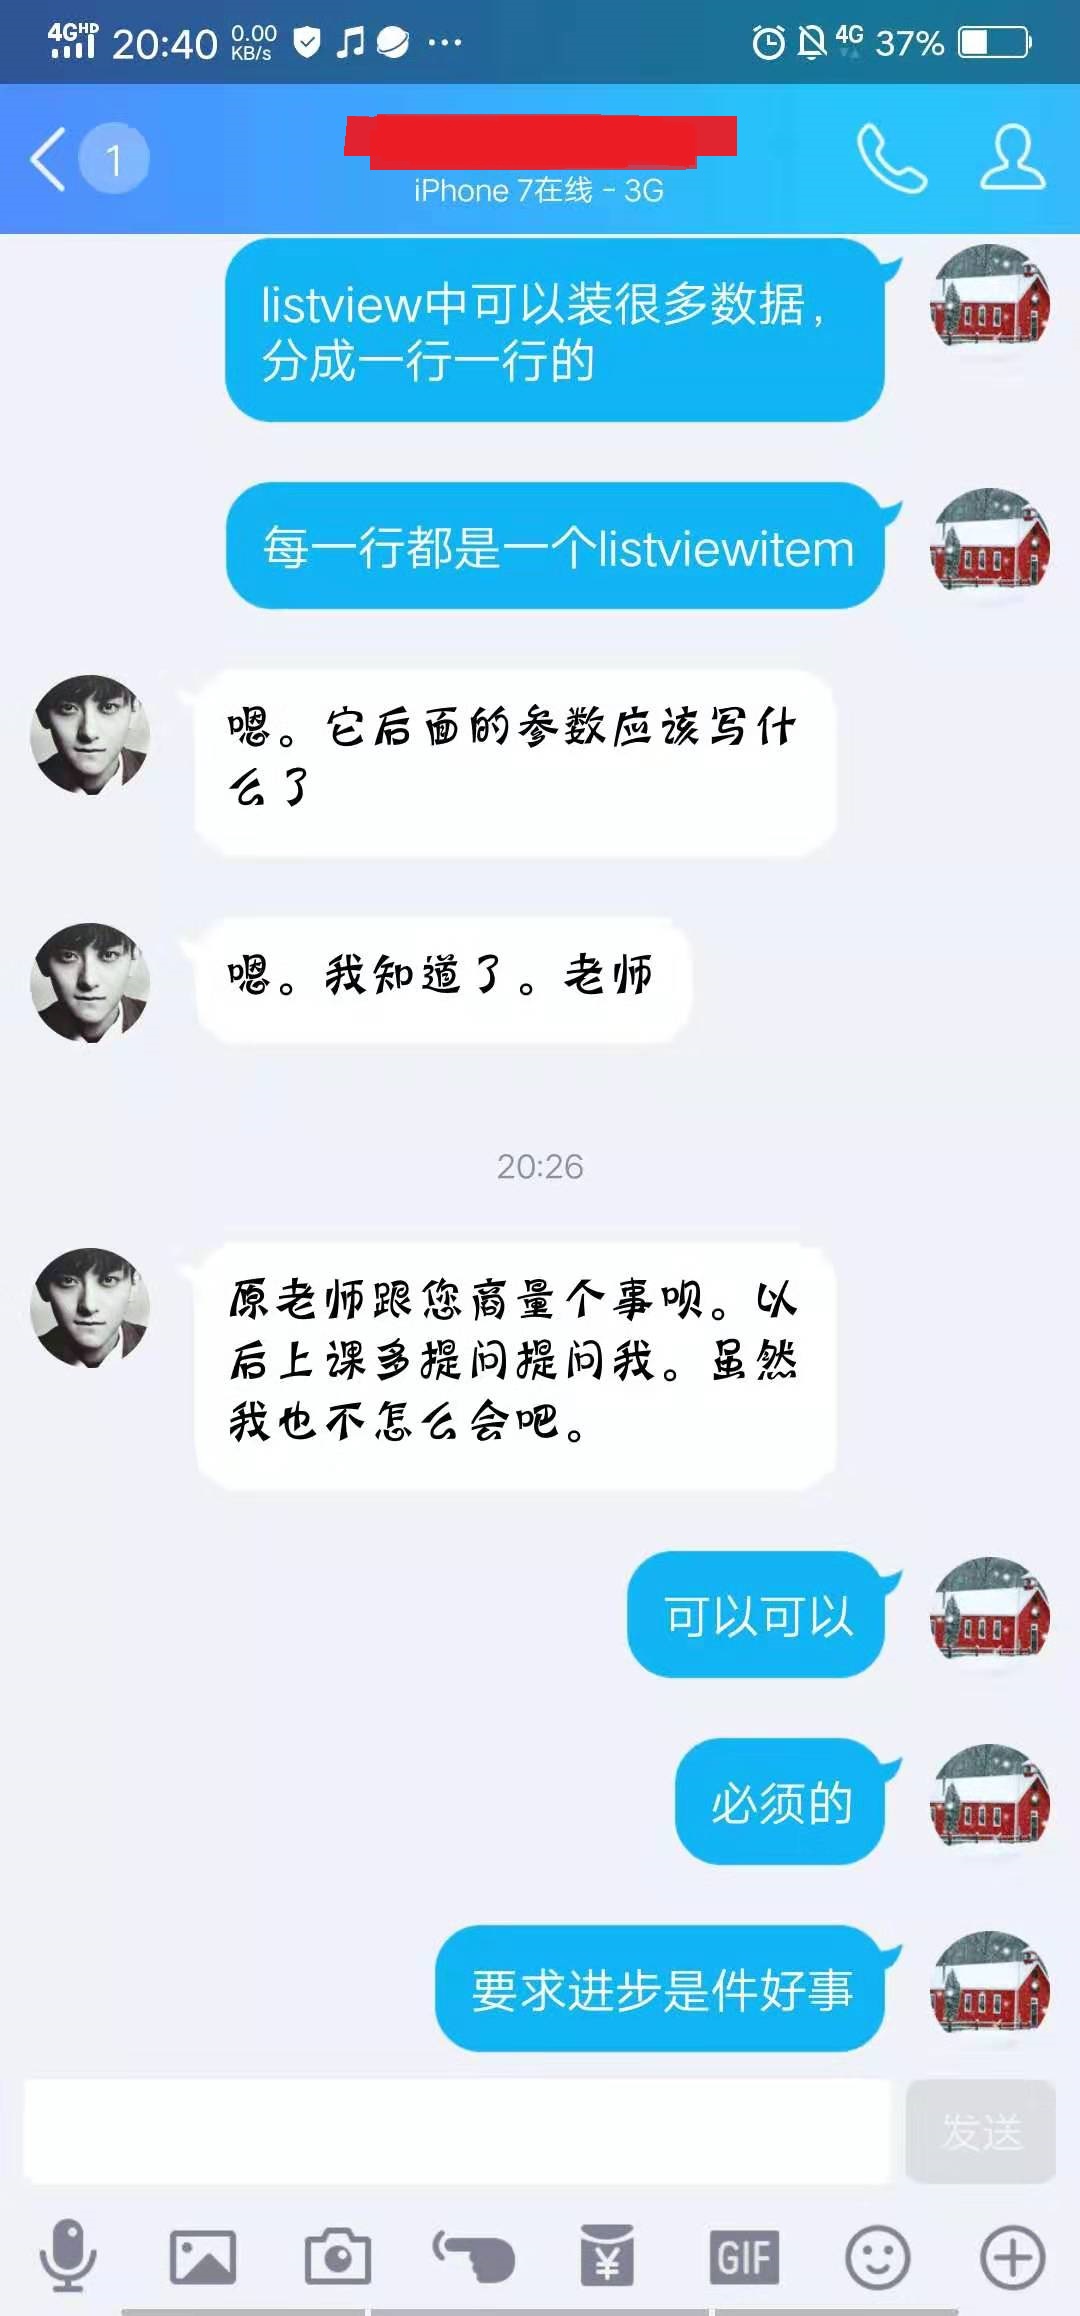 4GHD 20:40 0.00 KB/s 4G 37%
1
iPhone 7在线 - 3G
listview中可以装很多数据，
分成一行一行的
每一行都是一个listviewitem
嗯。它后面的参数应该写什
么了
嗯。我知道了。老师
20:26
原老师跟您商量个事呗。以
后上课多提问提问我。虽然
我也不怎么会吧。
可以可以
必须的
要求进步是件好事
发送
¥
GIF